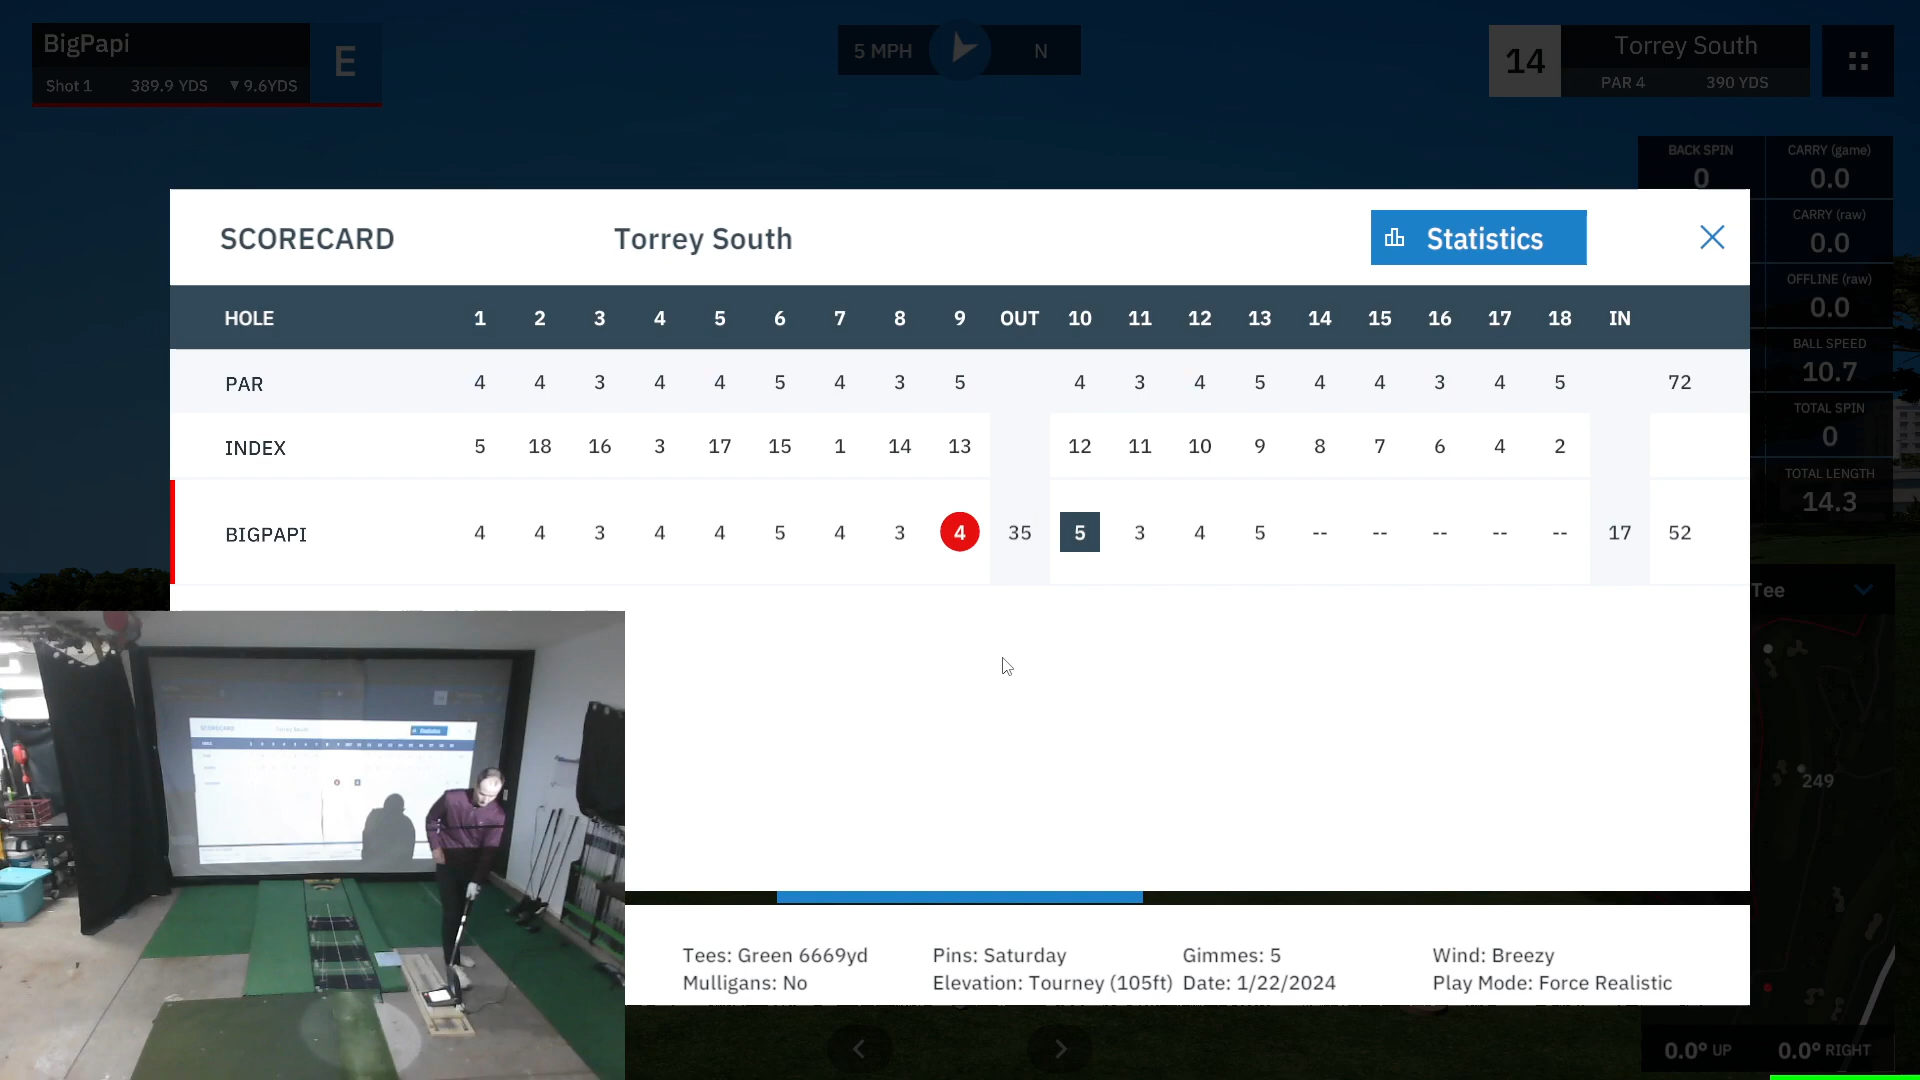 BigPapi
E
Shot 1 389.9 YDS ▼9.6YDS
5 MPH N
14 Torrey South
PAR 4 390 YDS
BACK SPIN CARRY (game)
0 0.0
CARRY (raw)
0.0
OFFLINE (raw)
0.0
BALL SPEED
10.7
TOTAL SPIN
0
TOTAL LENGTH
14.3
SCORECARD Torrey South Statistics
HOLE 1 2 3 4 5 6 7 8 9 OUT 10 11 12 13 14 15 16 17 18 IN
PAR 4 4 3 4 4 5 4 3 5 4 3 4 5 4 4 3 4 5 72
INDEX 5 18 16 3 17 15 1 14 13 12 11 10 9 8 7 6 4 2
BIGPAPI 4 4 3 4 4 5 4 3 4 35 5 3 4 5 -- -- -- -- -- 17 52
Tee
249
Tees: Green 6669yd Pins: Saturday Gimmes: 5 Wind: Breezy
Mulligans: No Elevation: Tourney (105ft) Date: 1/22/2024 Play Mode: Force Realistic
0.0° UP 0.0° RIGHT